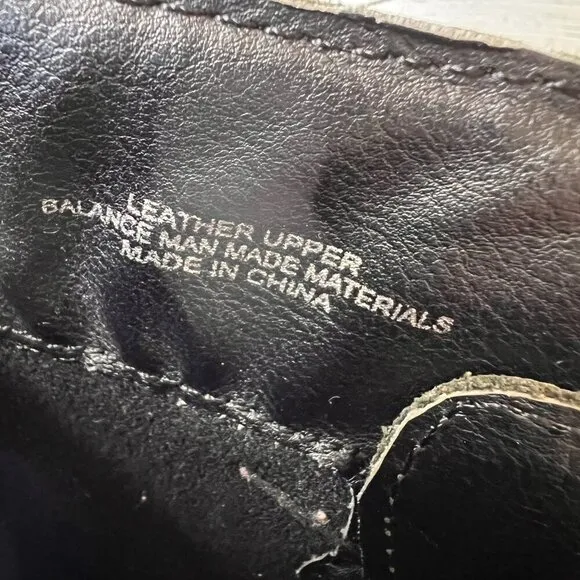 LEATHER UPPER
BALANCE MAN MADE MATERIALS
MADE IN CHINA